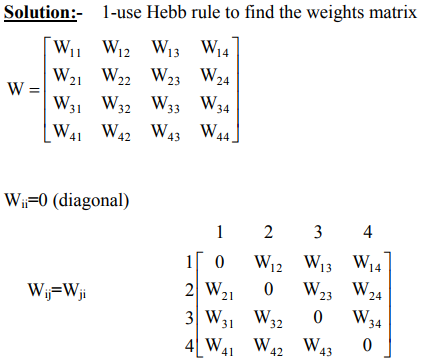 Solution:- 1-use Hebb rule to find the weights matrix
W₁₁ W₁₂ W₁₃ W₁₄
W₂₁ W₂₂ W₂₃ W₂₄
W =
W₃₁ W₃₂ W₃₃ W₃₄
W₄₁ W₄₂ W₄₃ W₄₄
Wᵢᵢ=0 (diagonal)
1 2 3 4
1 0 W₁₂ W₁₃ W₁₄
Wᵢⱼ=Wⱼᵢ
2 W₂₁ 0 W₂₃ W₂₄
3 W₃₁ W₃₂ 0 W₃₄
4 W₄₁ W₄₂ W₄₃ 0